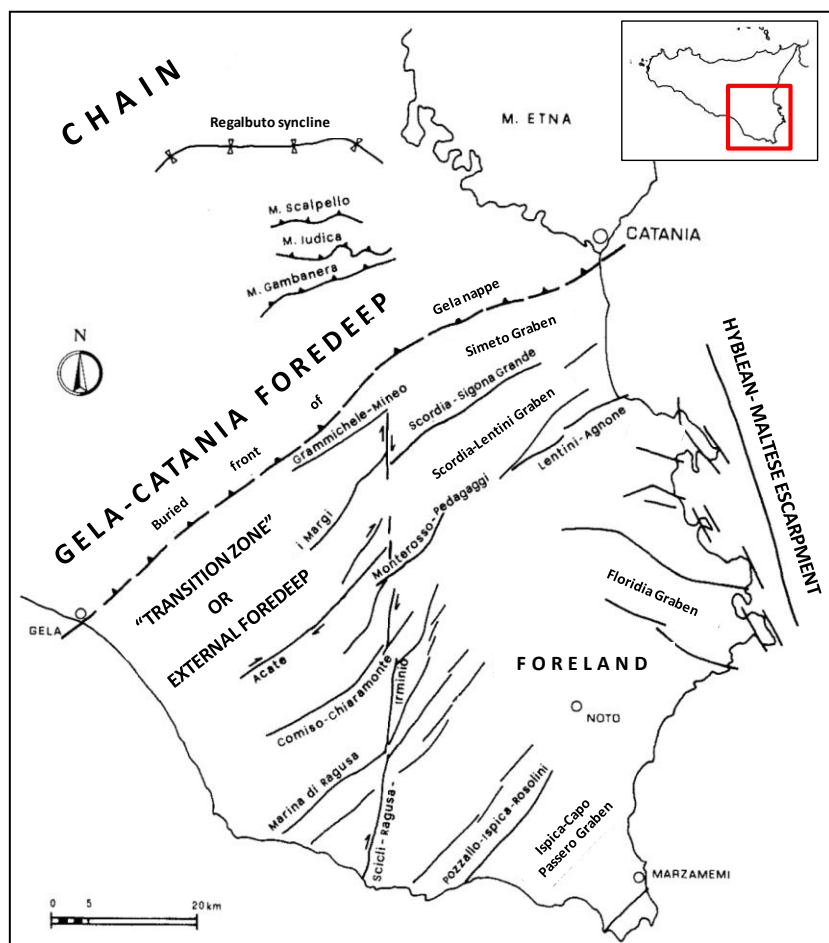 CHAIN
Regalbuto syncline
M. ETNA
M. Scalpello
M. Iudica
M. Gambanera
CATANIA
N
GELA-CATANIA FOREDEEP
Buried front of Gela nappe
Simeto Graben
HYBLEAN-MALTESE ESCARPMENT
Grammichele-Mineo
Scordia-Sigona Grande
Scordia-Lentini Graben
Lentini-Agnone
i Margi
Monterosso-Pedagaggi
"TRANSITION ZONE"
OR
EXTERNAL FOREDEEP
Floridia Graben
GELA
Acate
FORELAND
Comiso-Chiaramonte
Irminio
NOTO
Marina di Ragusa
Scicli-Ragusa-
Pozzallo-Ispica-Rosolini
Ispica-Capo
Passero Graben
MARZAMEMI
0 5 20 km